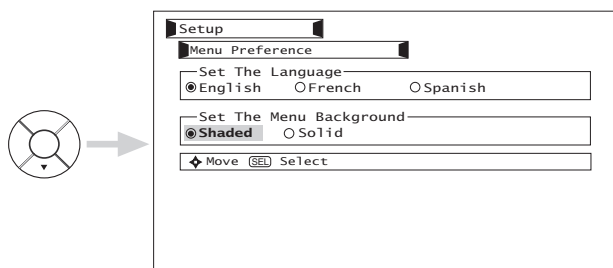 Setup
Menu Preference
Set The Language
English French Spanish
Set The Menu Background
Shaded Solid
Move SEL Select